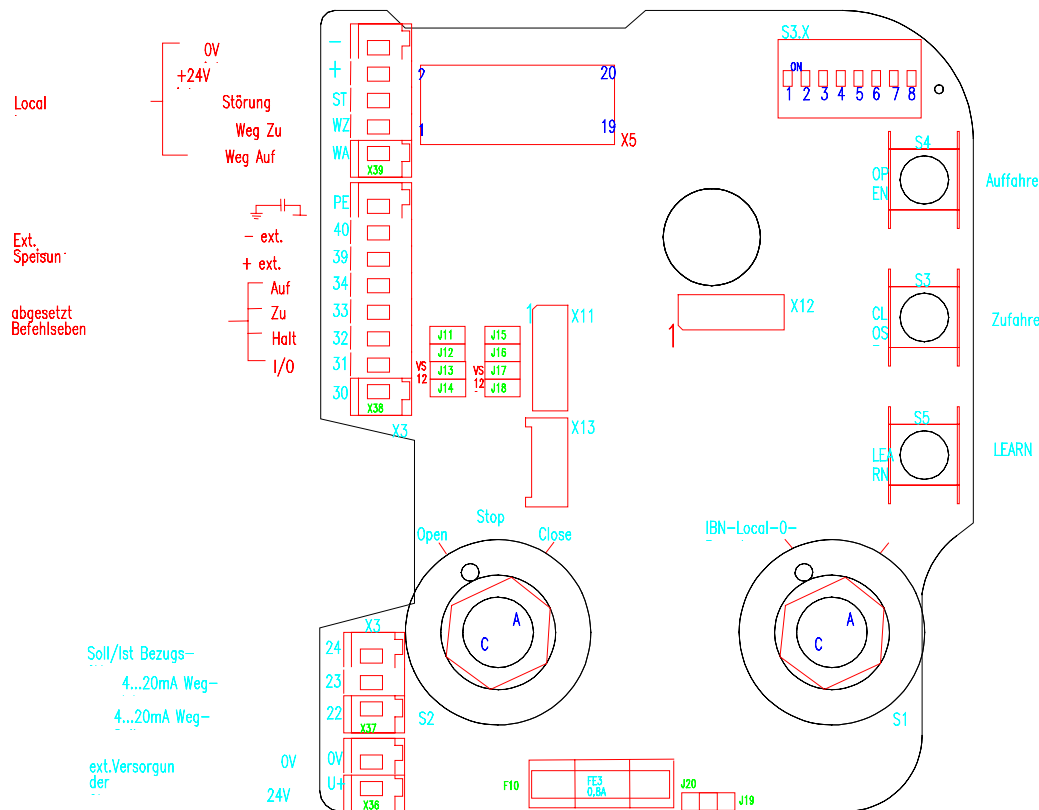 0V
+24V
Local
Störung
Weg Zu
Weg Auf
−
+
ST
WZ
WA
X39
2
20
1
19
X5
S3.X
ON
1 2 3 4 5 6 7 8
S4
OP
EN
Auffahre
PE
40
39
34
33
32
31
30
X38
X3
− ext.
+ ext.
Ext.
Speisun
Auf
Zu
Halt
I/O
abgesetzt
Befehlseben
J11
J12
J13
J14
VS
12
J15
J16
J17
J18
VS
12
1
X11
X13
1
X12
S3
CL
OS
Zufahre
S5
LEA
RN
LEARN
Open
Stop
Close
A
C
S2
IBN-Local-0-
A
C
S1
X3
24
23
22
X37
Soll/Ist Bezugs-
4...20mA Weg-
4...20mA Weg-
ext.Versorgun
der
0V
24V
0V
U+
X36
F10
FE3
0,8A
J20
J19